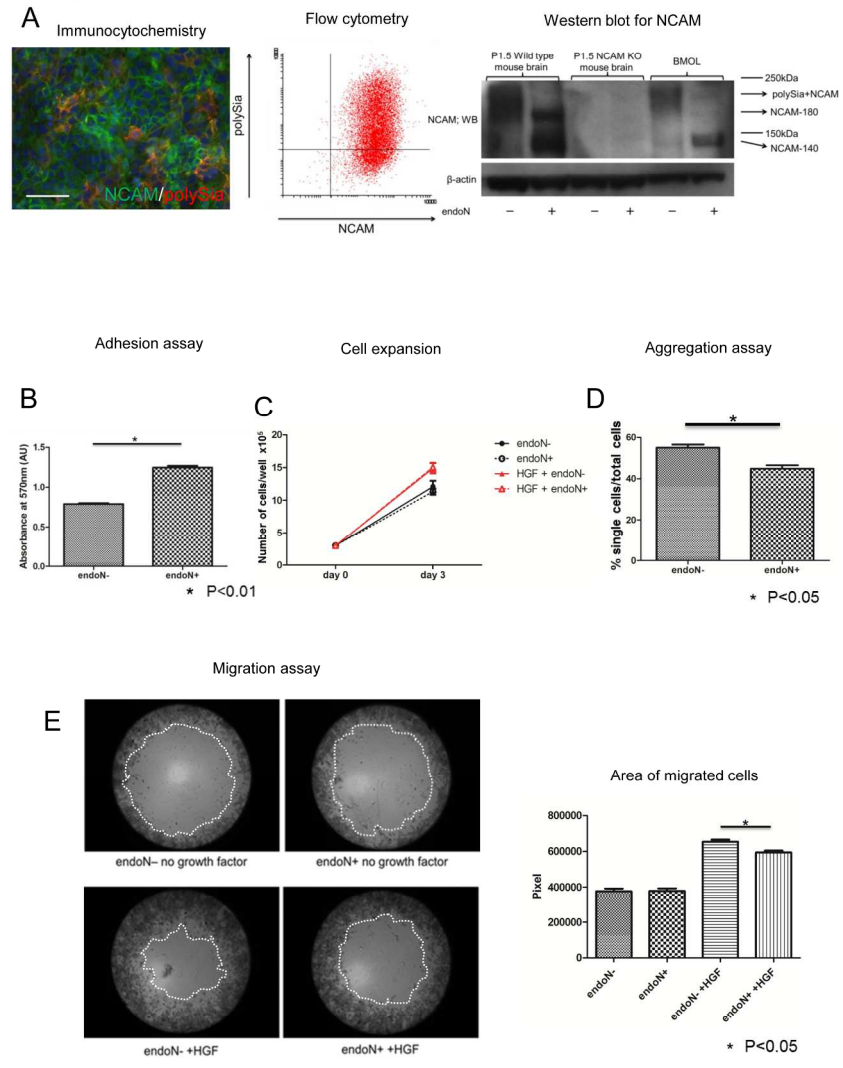 A
Immunocytochemistry
Flow cytometry
Western blot for NCAM
NCAM/polySia
polySia
NCAM
P1.5 Wild type
mouse brain
P1.5 NCAM KO
mouse brain
BMOL
NCAM; WB
250kDa
polySia+NCAM
NCAM-180
150kDa
NCAM-140
β-actin
endoN
− + − + − +
Adhesion assay
Cell expansion
Aggregation assay
B
Absorbance at 570nm (AU)
1.5
1.0
0.5
0.0
endoN- endoN+
* 
* P<0.01
C
Number of cells/well x10⁵
20
15
10
5
0
day 0 day 3
endoN-
endoN+
HGF + endoN-
HGF + endoN+
D
% single cells/total cells
60
40
20
0
*
endoN- endoN+
* P<0.05
Migration assay
E
endoN– no growth factor
endoN+ no growth factor
endoN- +HGF
endoN+ +HGF
Area of migrated cells
Pixel
800000
600000
400000
200000
0
*
endoN-
endoN+
endoN- +HGF
endoN+ +HGF
* P<0.05